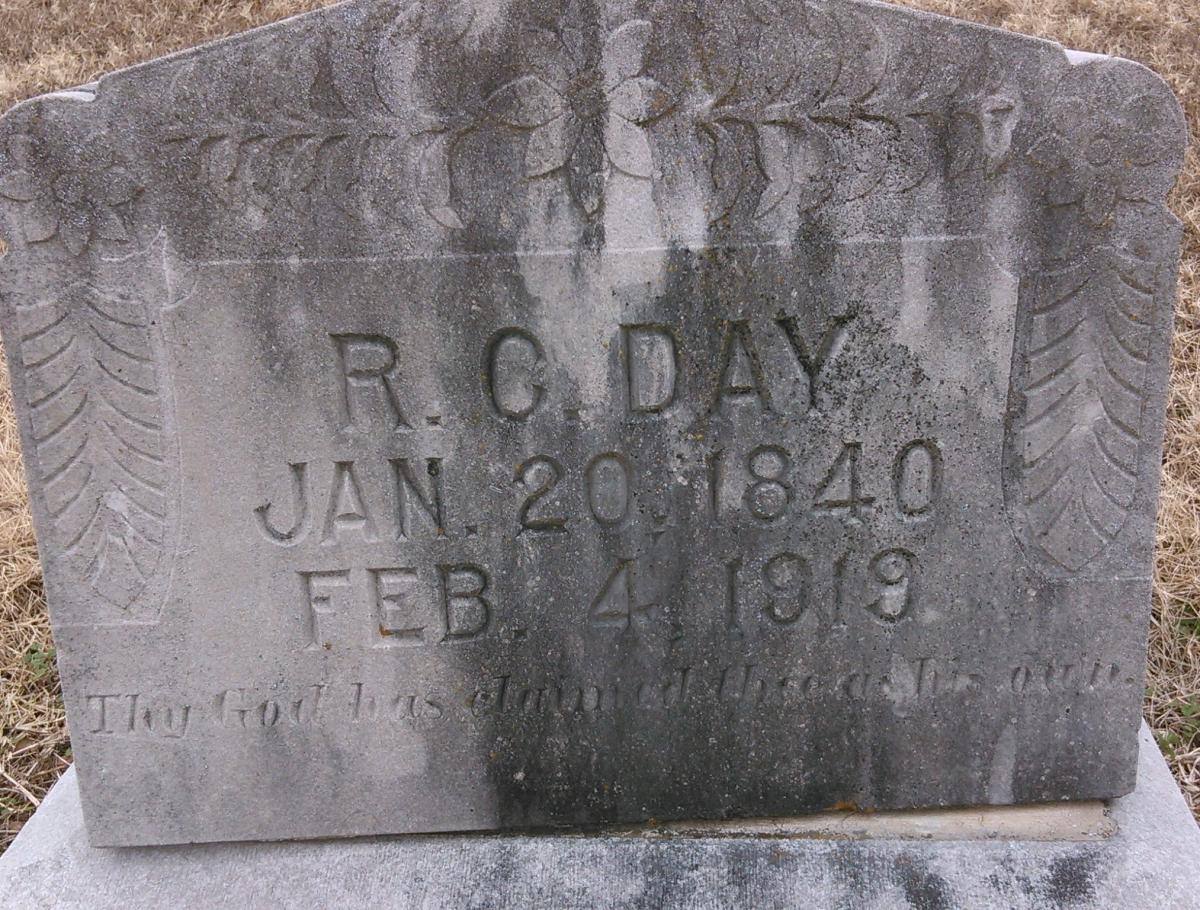 R. C. DAY
JAN. 20, 1840
FEB. 4, 1919
Thy God has claimed thee as his own.